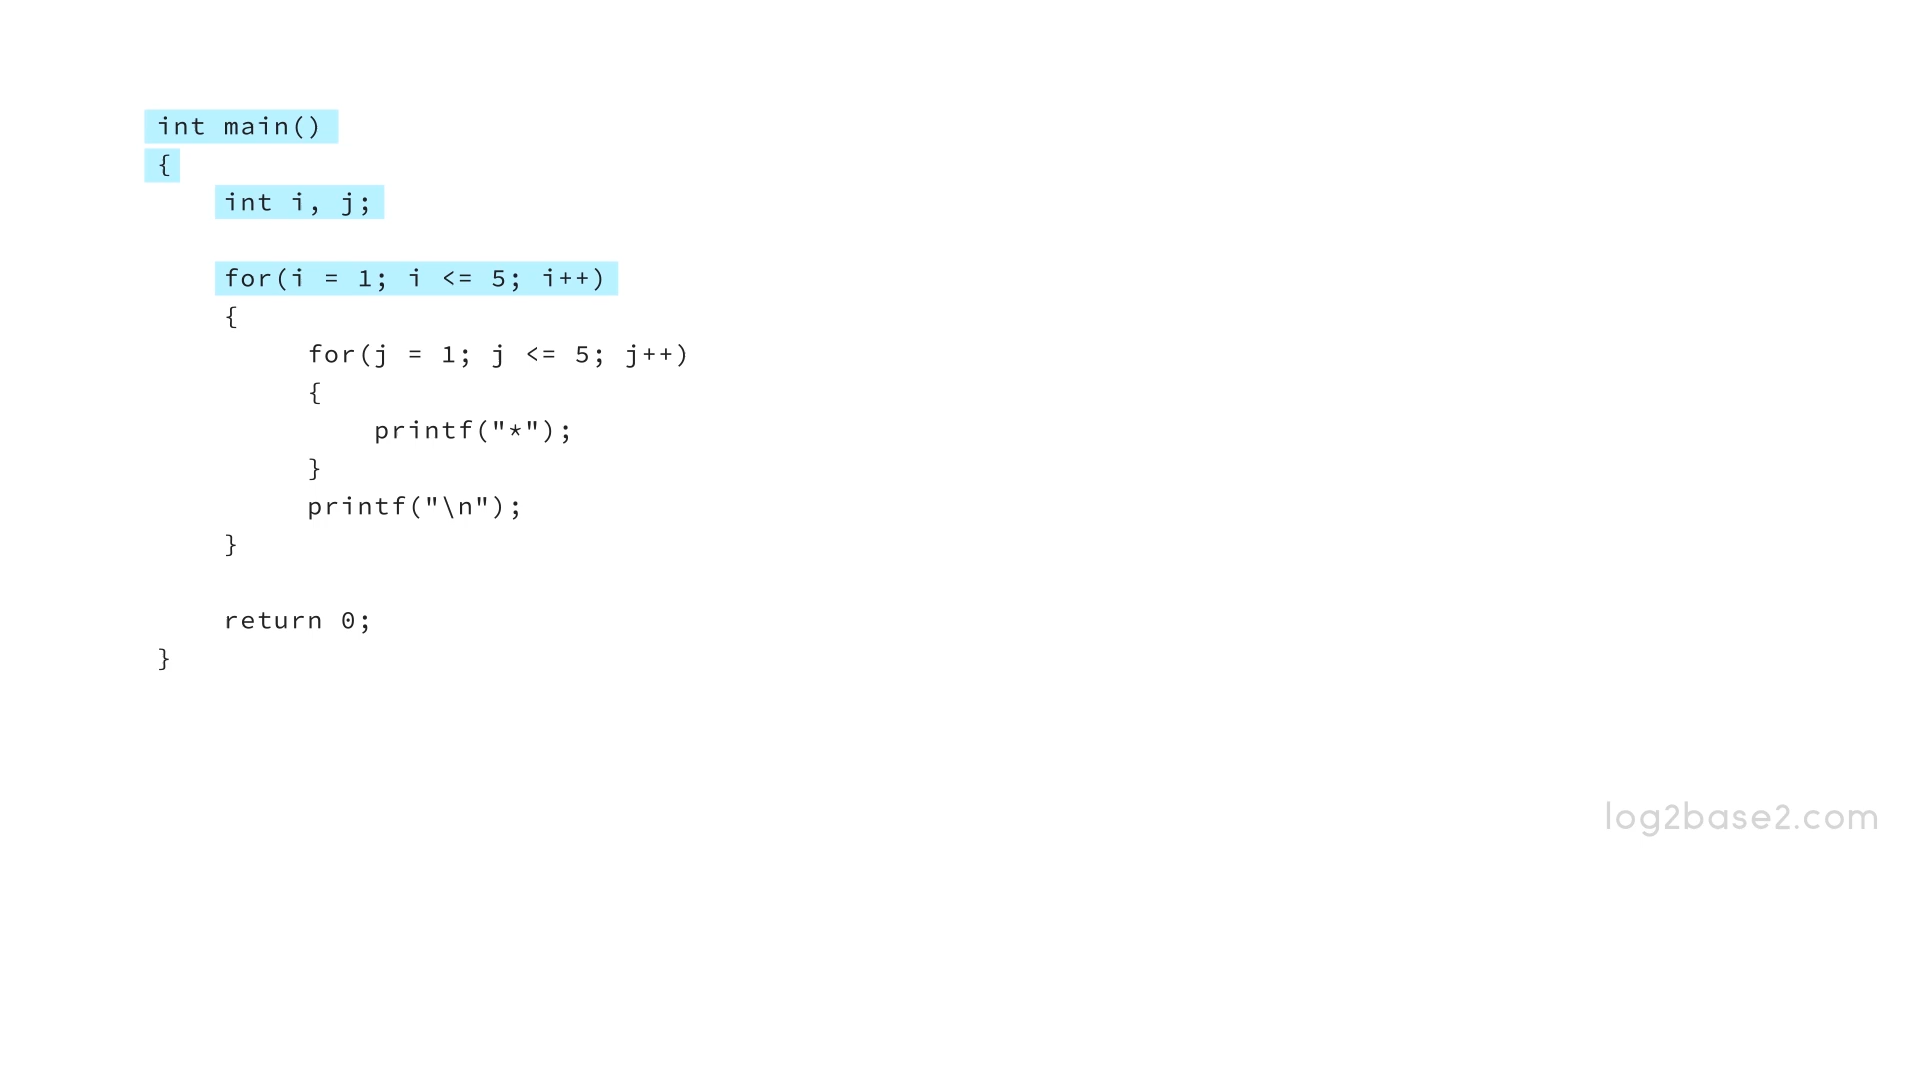 int main()
{
int i, j;
for(i = 1; i <= 5; i++)
{
for(j = 1; j <= 5; j++)
{
printf("*");
}
printf("\n");
}
return 0;
}
log2base2.com